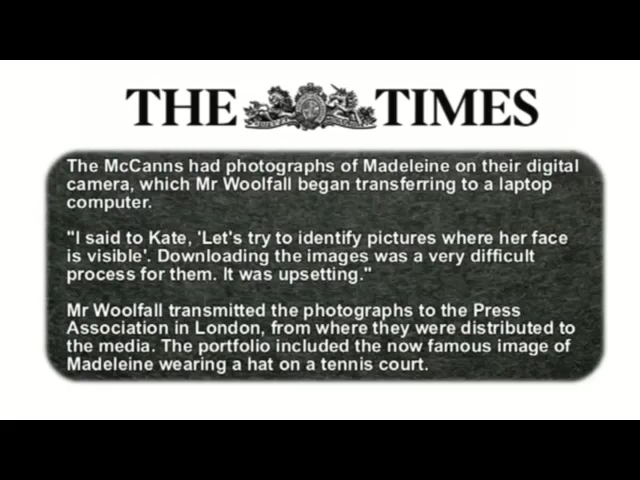 THE TIMES
The McCanns had photographs of Madeleine on their digital
camera, which Mr Woolfall began transferring to a laptop
computer.
"I said to Kate, 'Let's try to identify pictures where her face
is visible'. Downloading the images was a very difficult
process for them. It was upsetting."
Mr Woolfall transmitted the photographs to the Press
Association in London, from where they were distributed to
the media. The portfolio included the now famous image of
Madeleine wearing a hat on a tennis court.